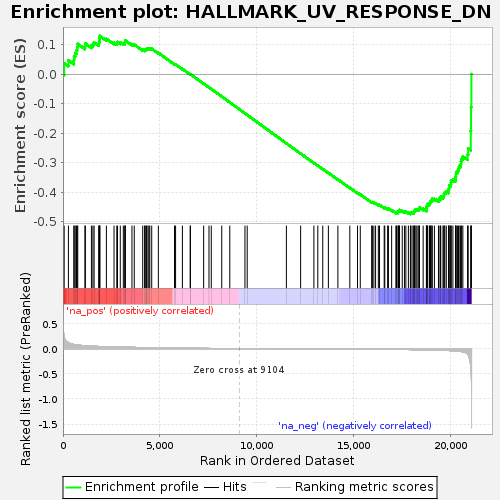 Enrichment plot: HALLMARK_UV_RESPONSE_DN
Enrichment score (ES)
0.1
0.0
-0.1
-0.2
-0.3
-0.4
-0.5
'na_pos' (positively correlated)
Ranked list metric (PreRanked)
0.5
0.0
-0.5
-1.0
-1.5
Zero cross at 9104
'na_neg' (negatively correlated)
0
5,000
10,000
15,000
20,000
Rank in Ordered Dataset
Enrichment profile
Hits
Ranking metric scores